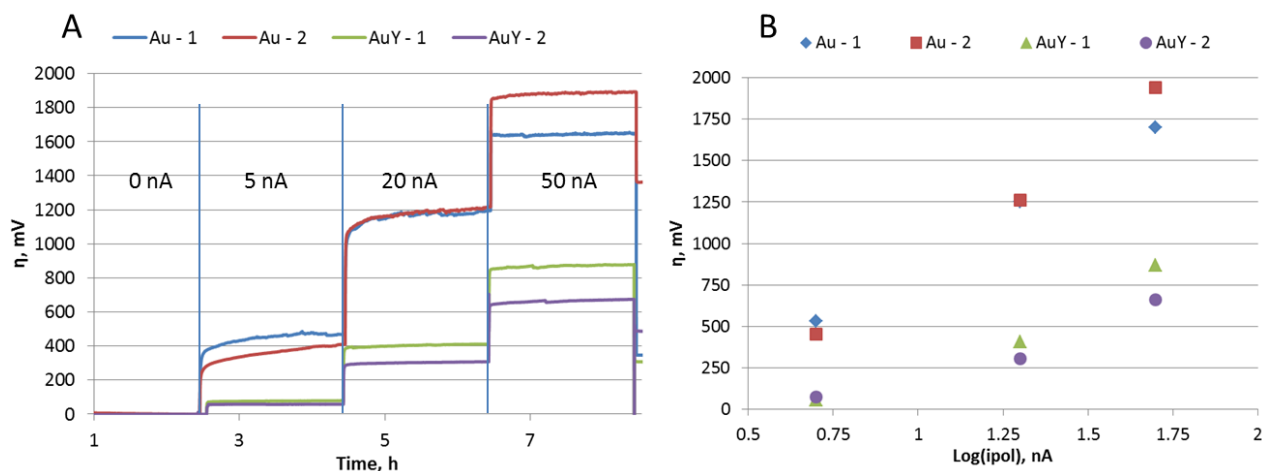 A
Au - 1 Au - 2 AuY - 1 AuY - 2
2000
1800
1600
1400
1200
1000
800
600
400
200
0
η, mV
0 nA 5 nA 20 nA 50 nA
1 3 5 7
Time, h
B
Au - 1 Au - 2 AuY - 1 AuY - 2
2000
1750
1500
1250
1000
750
500
250
0
η, mV
0.5 0.75 1 1.25 1.5 1.75 2
Log(ipol), nA